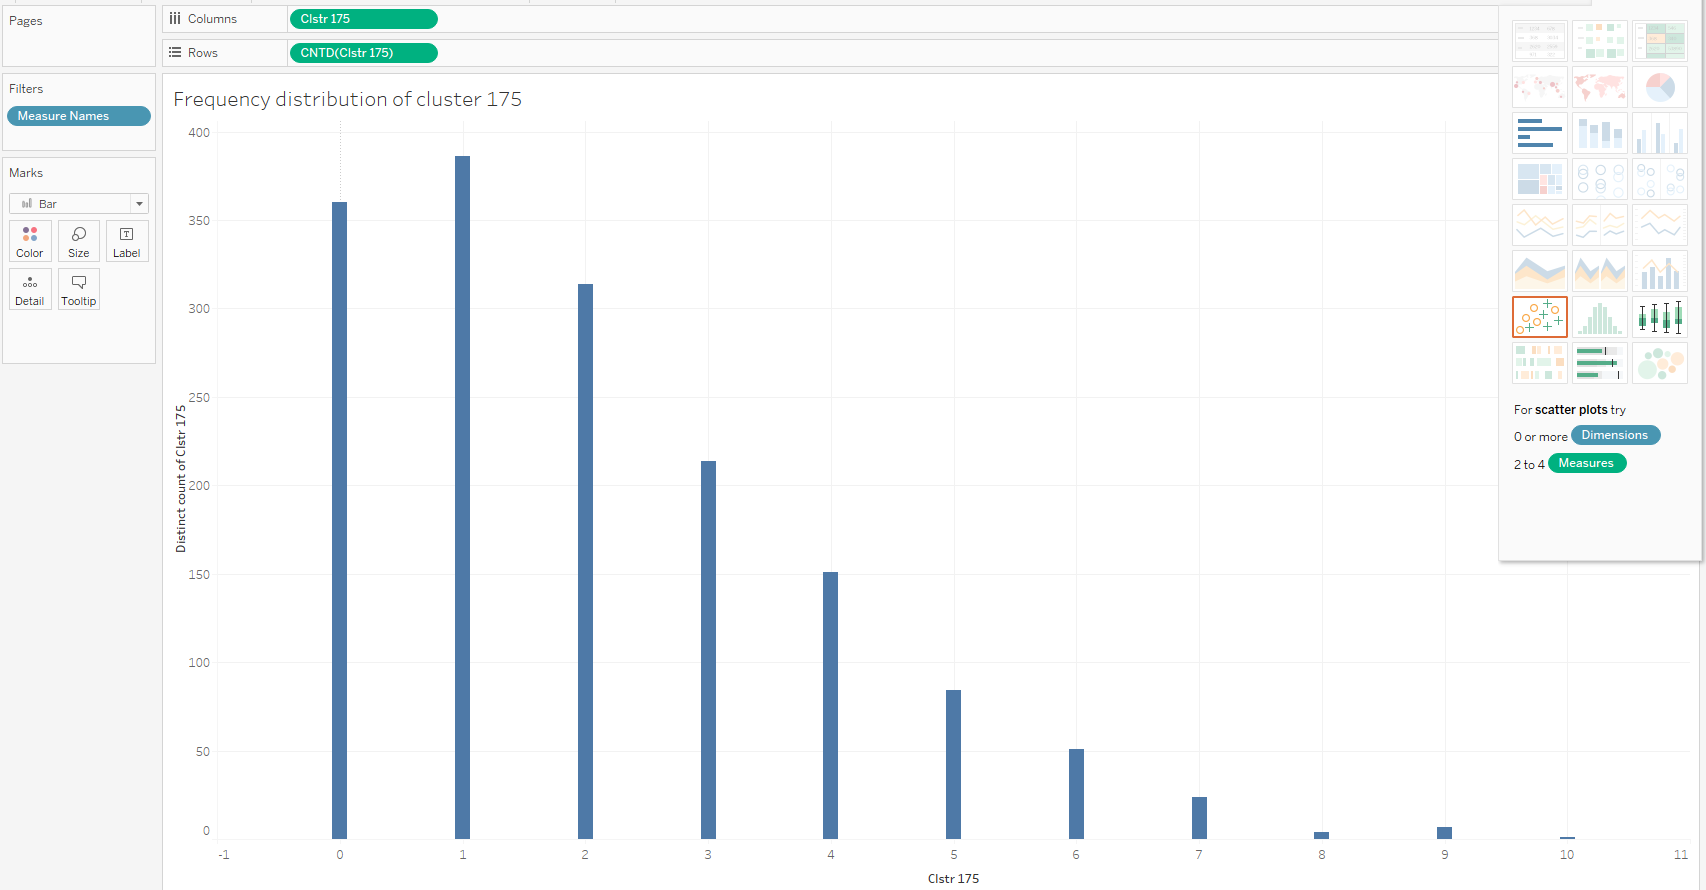 Pages
Columns
Clstr 175
Rows
CNTD(Clstr 175)
Filters
Measure Names
Marks
Bar
Color
Size
Label
Detail
Tooltip
Frequency distribution of cluster 175
400
350
300
250
200
150
100
50
0
Distinct count of Clstr 175
-1
0
1
2
3
4
5
6
7
8
9
10
11
Clstr 175
For scatter plots try
0 or more Dimensions
2 to 4 Measures